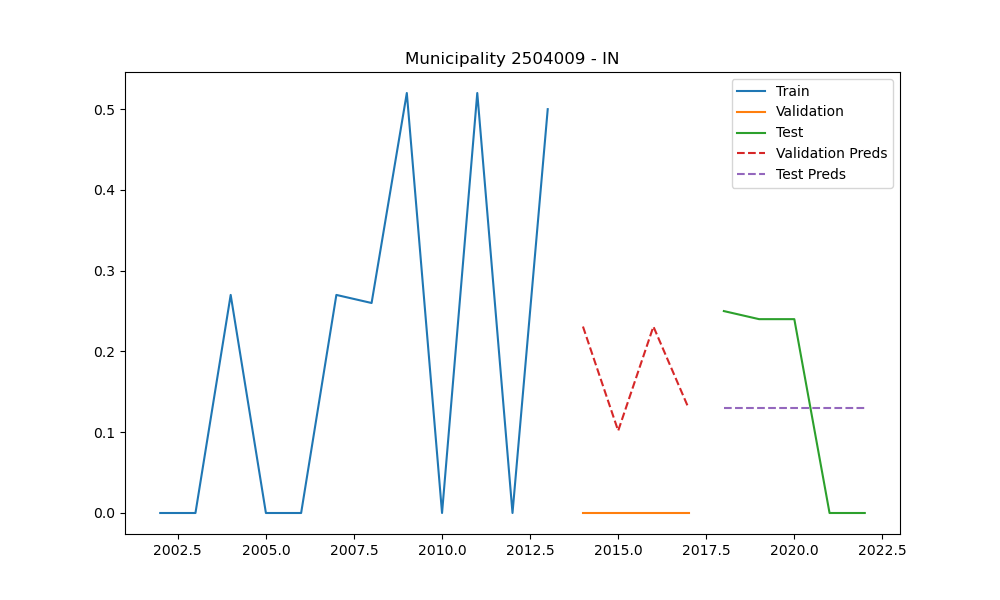 Municipality 2504009 - IN
Train
Validation
Test
Validation Preds
Test Preds
0.5
0.4
0.3
0.2
0.1
0.0
2002.5 2005.0 2007.5 2010.0 2012.5 2015.0 2017.5 2020.0 2022.5